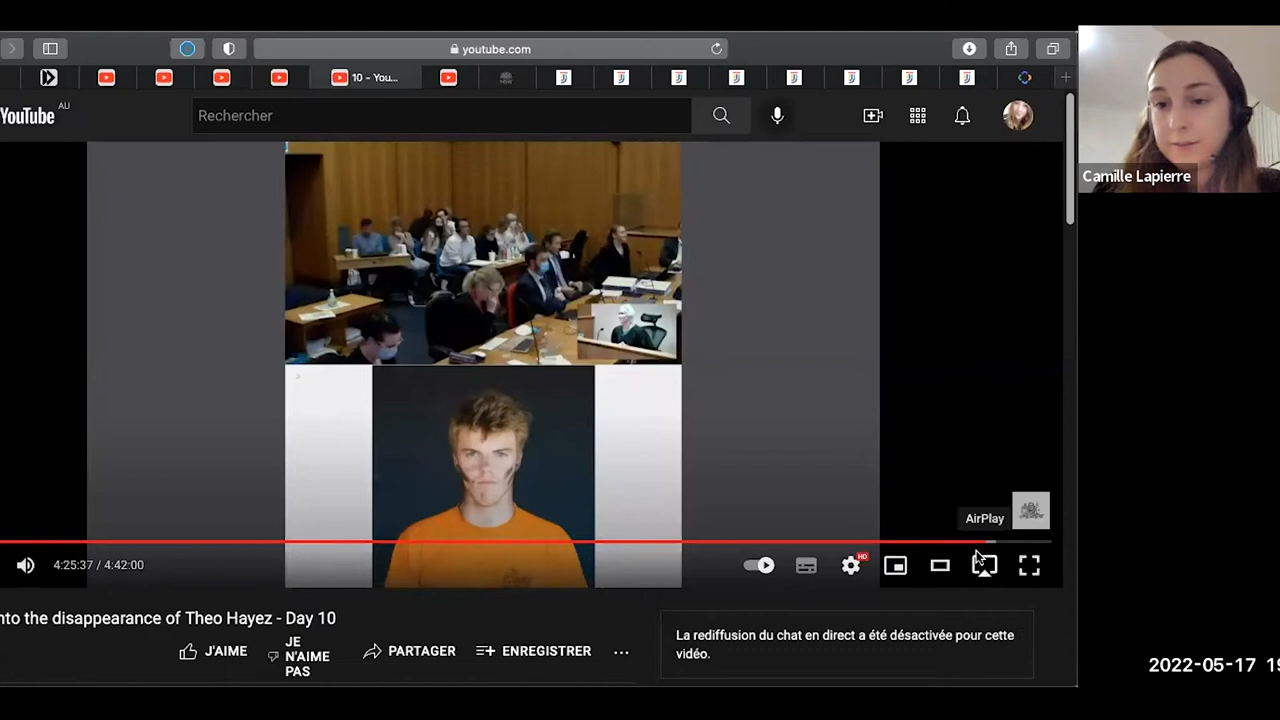 youtube.com
10 - You...
YouTube AU
Rechercher
Camille Lapierre
AirPlay
4:25:37 / 4:42:00
HD
nto the disappearance of Theo Hayez - Day 10
J'AIME
JE N'AIME PAS
PARTAGER
ENREGISTRER
La rediffusion du chat en direct a été désactivée pour cette
vidéo.
2022-05-17 19